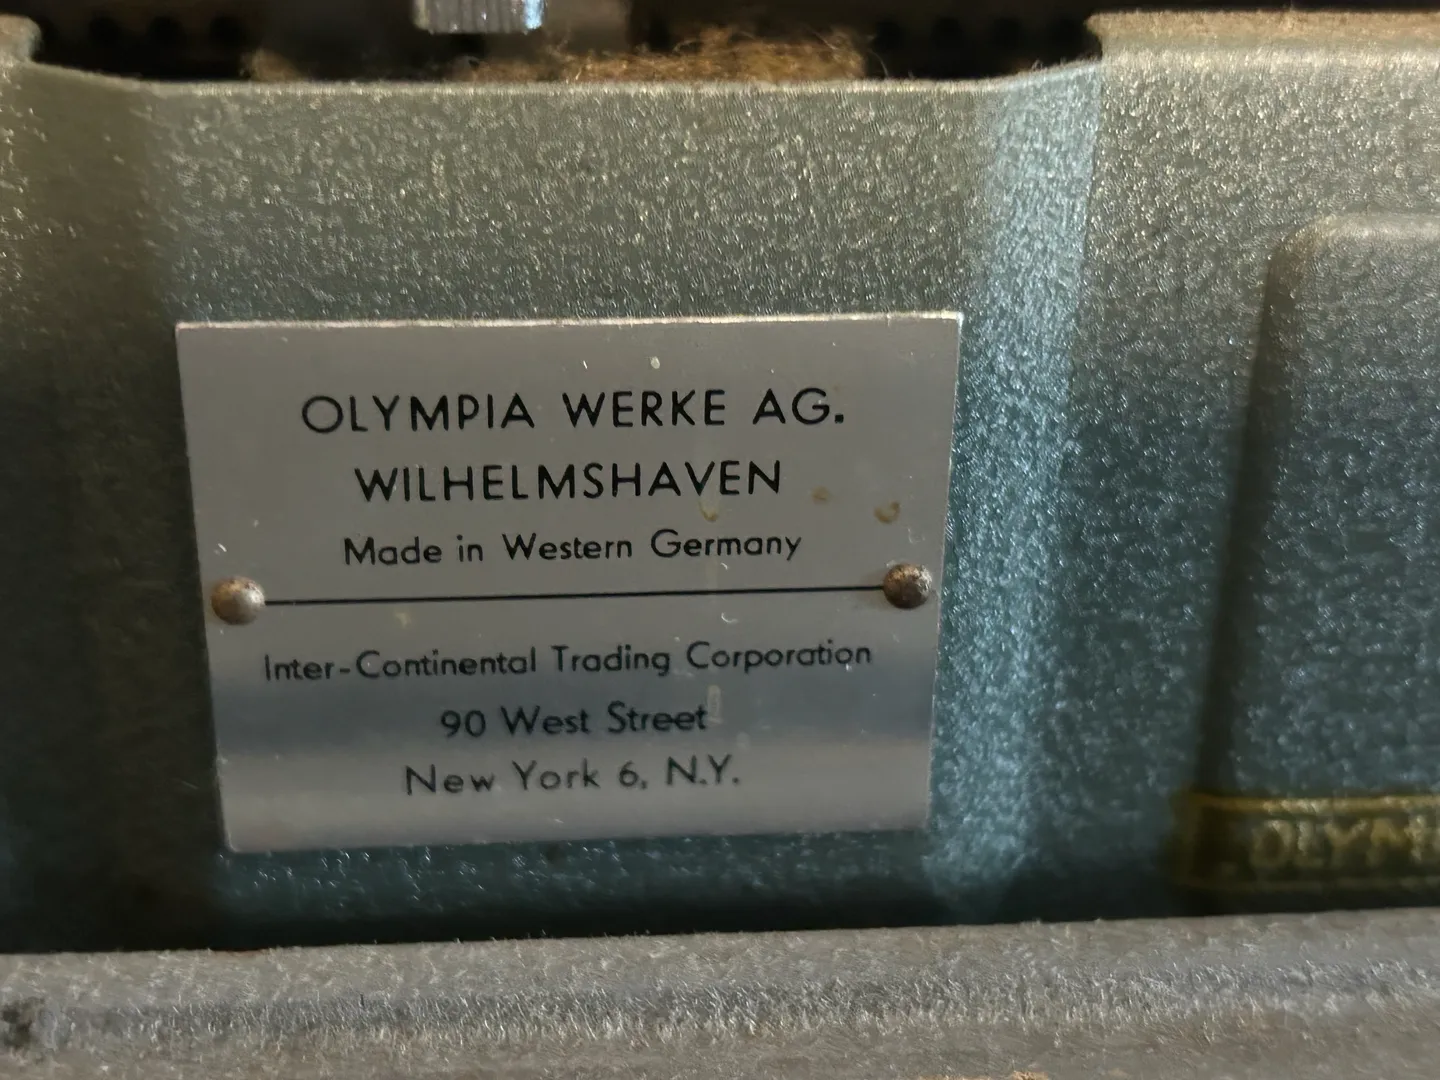 OLYMPIA WERKE AG.
WILHELMSHAVEN
Made in Western Germany
Inter-Continental Trading Corporation
90 West Street
New York 6, N.Y.